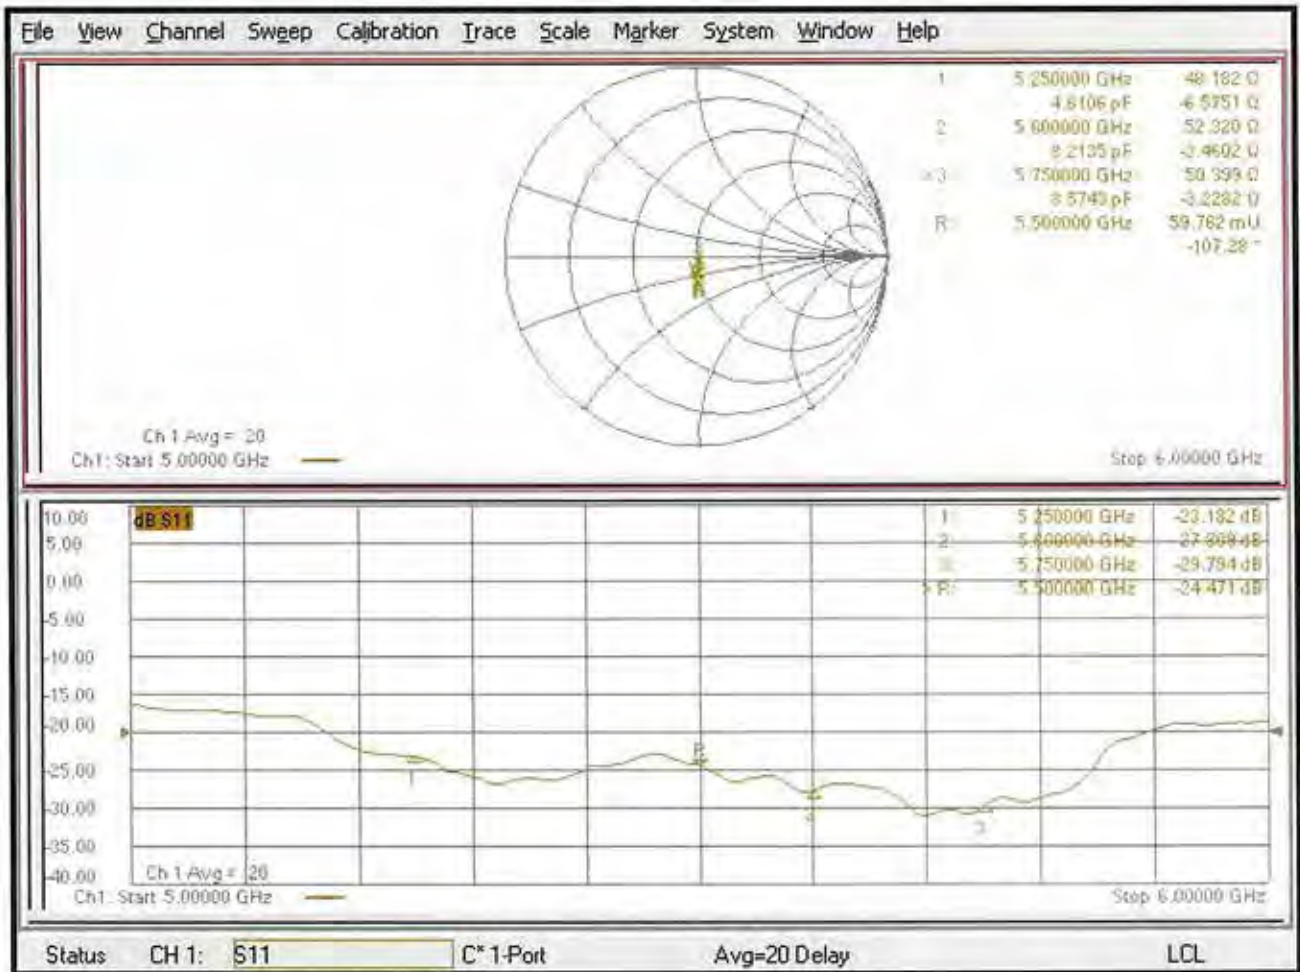 File View Channel Sweep Calibration Trace Scale Marker System Window Help
1: 5.250000 GHz 48.182 Ω
4.6106 pF -6.5751 Ω
2: 5.600000 GHz 52.320 Ω
8.2135 pF -3.4602 Ω
> 3: 5.750000 GHz 50.399 Ω
8.5743 pF -3.2282 Ω
R: 5.500000 GHz 59.762 mU
-107.28 °
Ch 1 Avg = 20
Ch1: Start 5.00000 GHz
Stop 6.00000 GHz
dB S11
10.00
5.00
0.00
-5.00
-10.00
-15.00
-20.00
-25.00
-30.00
-35.00
-40.00
1: 5.250000 GHz -23.182 dB
2: 5.600000 GHz -27.809 dB
3: 5.750000 GHz -29.794 dB
> R: 5.500000 GHz -24.471 dB
R
1
2
3
Ch 1 Avg = 20
Ch1: Start 5.00000 GHz
Stop 6.00000 GHz
Status CH 1: S11 C* 1-Port Avg=20 Delay LCL